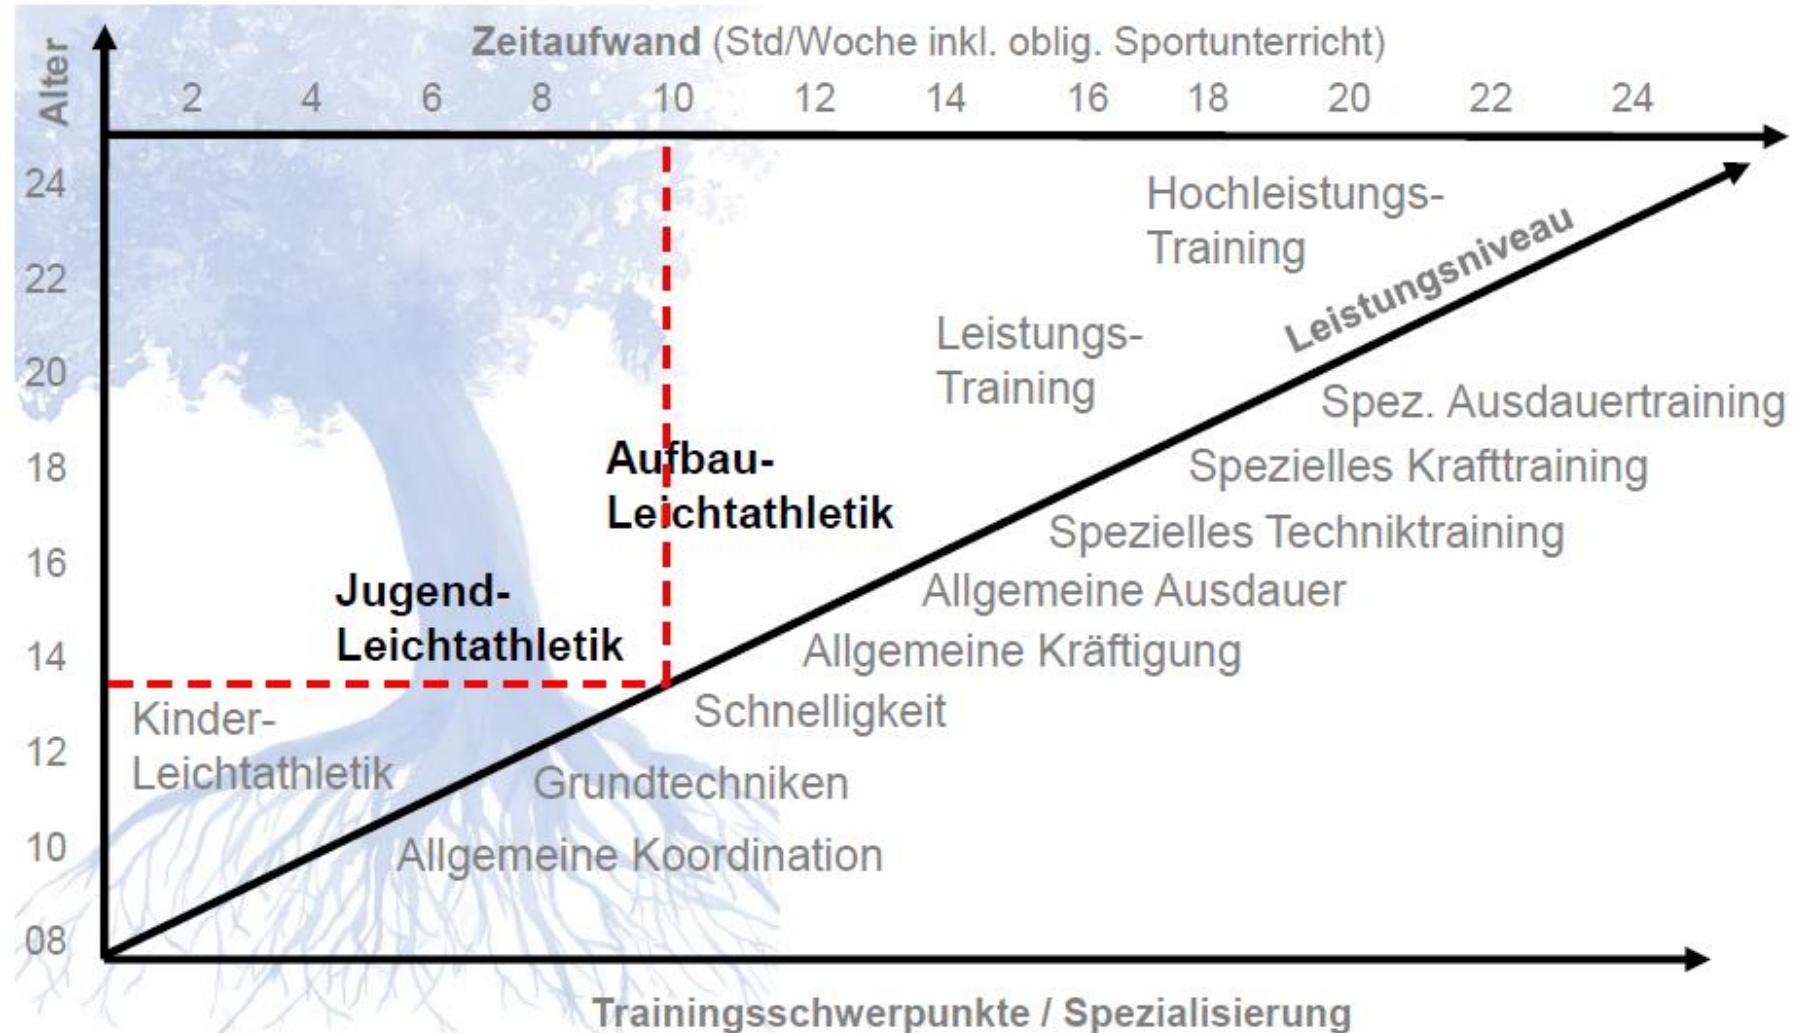 Zeitaufwand (Std/Woche inkl. oblig. Sportunterricht)
Alter
2 4 6 8 10 12 14 16 18 20 22 24
24
22
20
18
16
14
12
10
08
Hochleistungs-
Training
Leistungsniveau
Leistungs-
Training
Spez. Ausdauertraining
Aufbau-
Leichtathletik
Spezielles Krafttraining
Spezielles Techniktraining
Jugend-
Leichtathletik
Allgemeine Ausdauer
Allgemeine Kräftigung
Kinder-
Leichtathletik
Schnelligkeit
Grundtechniken
Allgemeine Koordination
Trainingsschwerpunkte / Spezialisierung